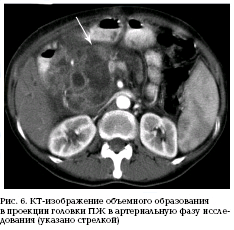 Рис. 6. КТ-изображение объемного образования
в проекции головки ПЖ в артериальную фазу иссле-
дования (указано стрелкой)